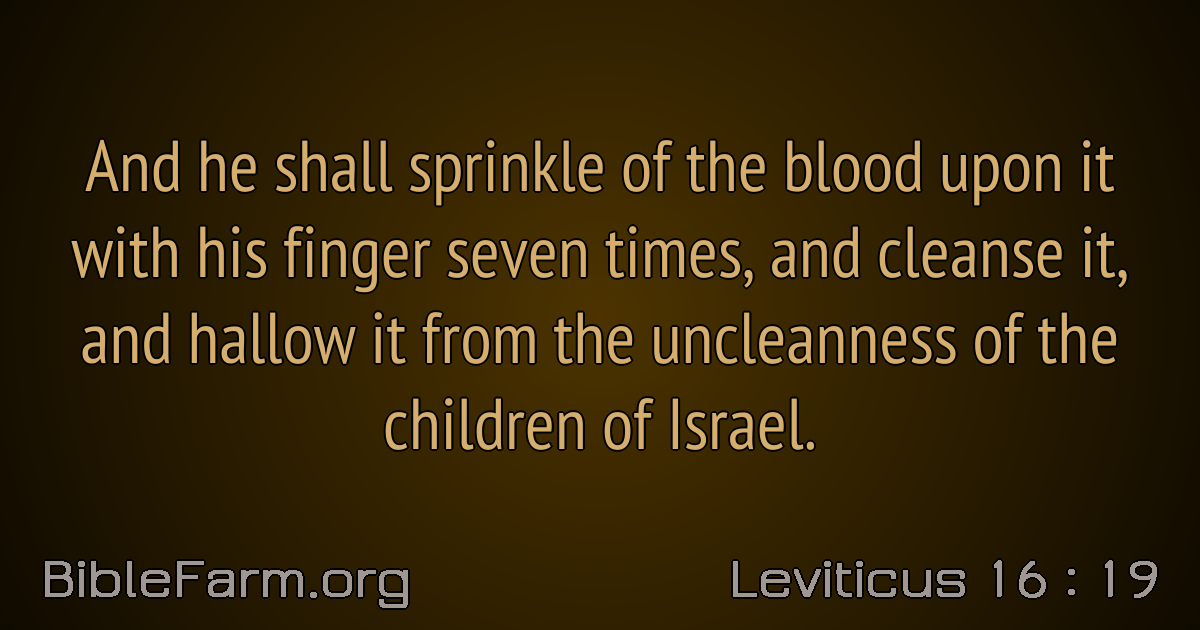 And he shall sprinkle of the blood upon it
with his finger seven times, and cleanse it,
and hallow it from the uncleanness of the
children of Israel.
BibleFarm.org
Leviticus 16 : 19